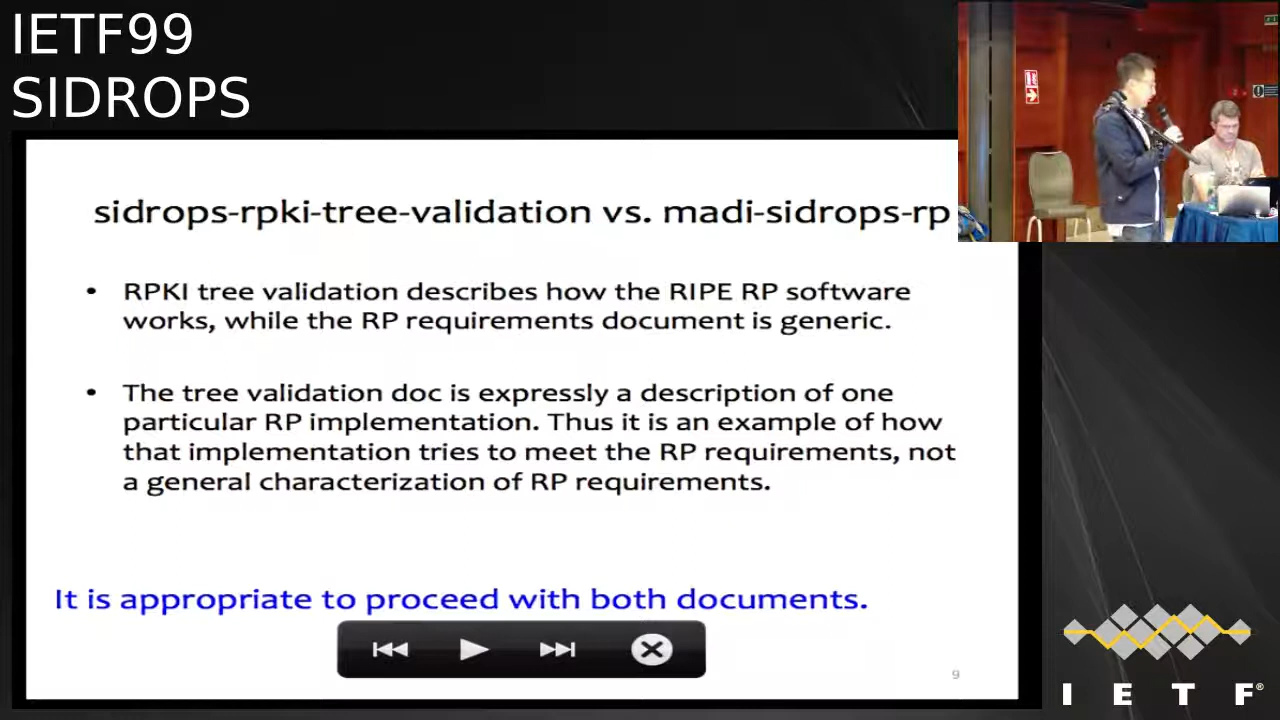 IETF99
SIDROPS
sidrops-rpki-tree-validation vs. madi-sidrops-rp
• RPKI tree validation describes how the RIPE RP software
works, while the RP requirements document is generic.
• The tree validation doc is expressly a description of one
particular RP implementation. Thus it is an example of how
that implementation tries to meet the RP requirements, not
a general characterization of RP requirements.
It is appropriate to proceed with both documents.
9
I E T F®